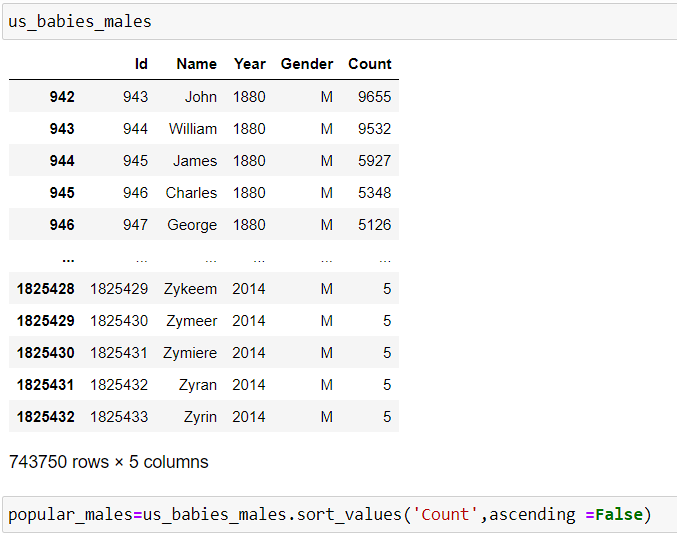 us_babies_males
Id Name Year Gender Count
942 943 John 1880 M 9655
943 944 William 1880 M 9532
944 945 James 1880 M 5927
945 946 Charles 1880 M 5348
946 947 George 1880 M 5126
... ... ... ... ... ...
1825428 1825429 Zykeem 2014 M 5
1825429 1825430 Zymeer 2014 M 5
1825430 1825431 Zymiere 2014 M 5
1825431 1825432 Zyran 2014 M 5
1825432 1825433 Zyrin 2014 M 5
743750 rows × 5 columns
popular_males=us_babies_males.sort_values('Count',ascending =False)